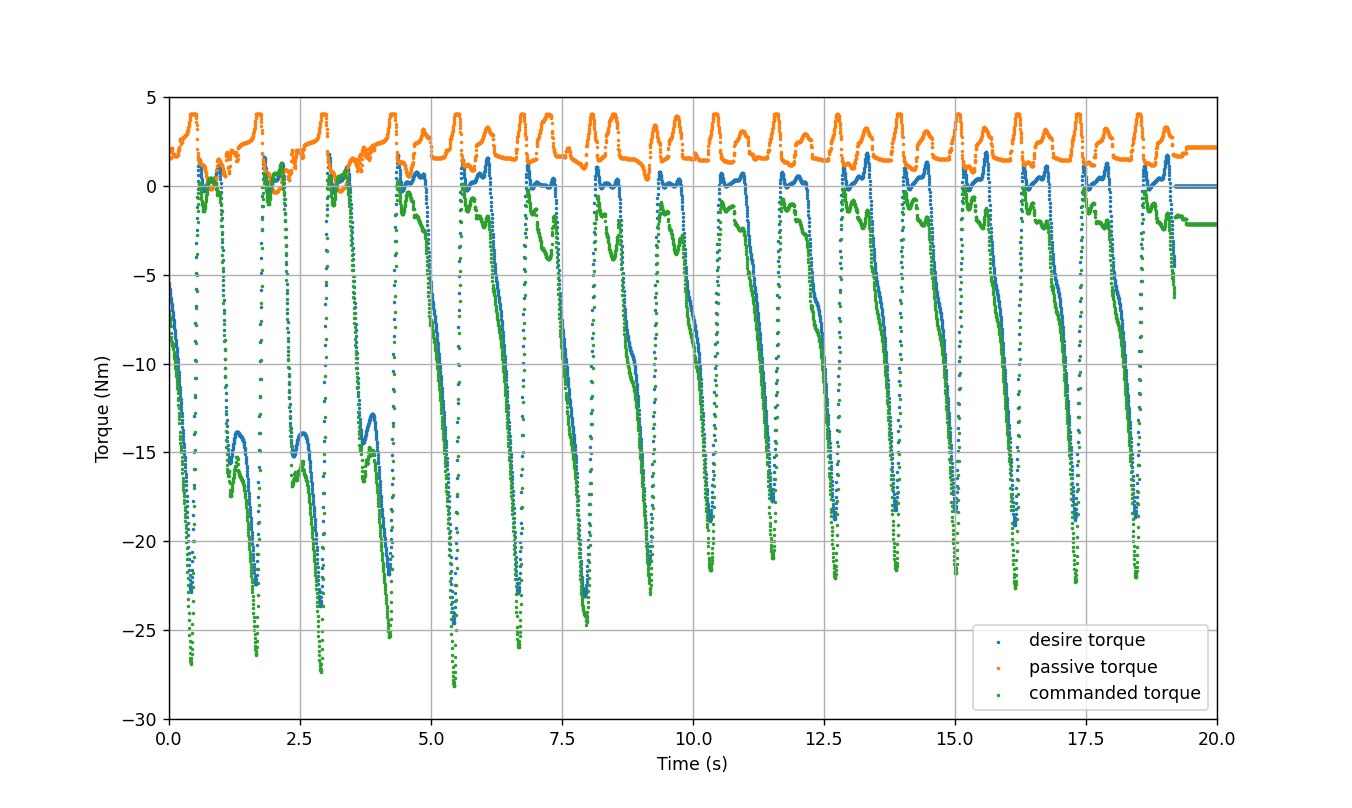 5
0
−5
−10
−15
−20
−25
−30
Torque (Nm)
0.0 2.5 5.0 7.5 10.0 12.5 15.0 17.5 20.0
Time (s)
desire torque
passive torque
commanded torque